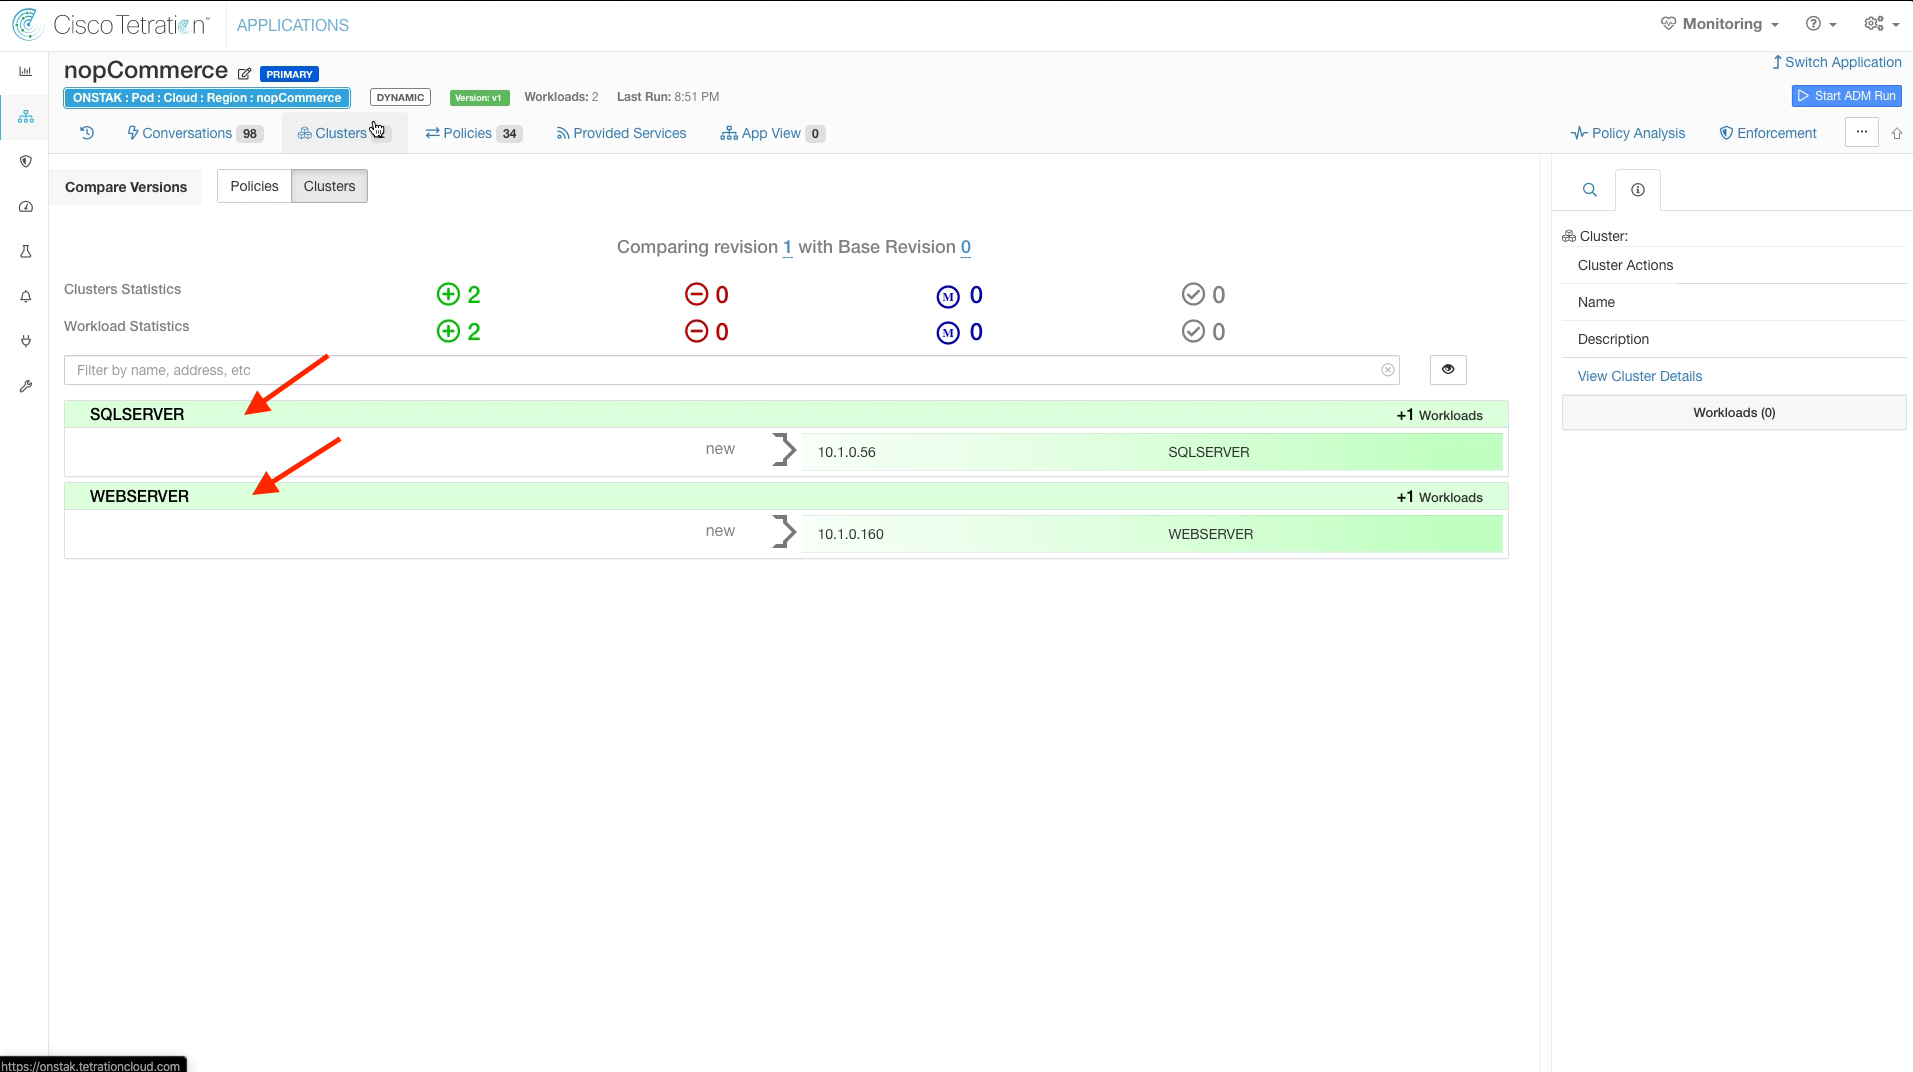 Cisco Tetration™ APPLICATIONS Monitoring
nopCommerce PRIMARY Switch Application
ONSTAK : Pod : Cloud : Region : nopCommerce DYNAMIC Version: v1 Workloads: 2 Last Run: 8:51 PM Start ADM Run
Conversations 98 Clusters Policies 34 Provided Services App View 0 Policy Analysis Enforcement ...
Compare Versions Policies Clusters
Comparing revision 1 with Base Revision 0
Clusters Statistics 2 0 M 0 0
Workload Statistics 2 0 M 0 0
Filter by name, address, etc
SQLSERVER +1 Workloads
new 10.1.0.56 SQLSERVER
WEBSERVER +1 Workloads
new 10.1.0.160 WEBSERVER
Cluster:
Cluster Actions
Name
Description
View Cluster Details
Workloads (0)
https://onstak.tetrationcloud.com